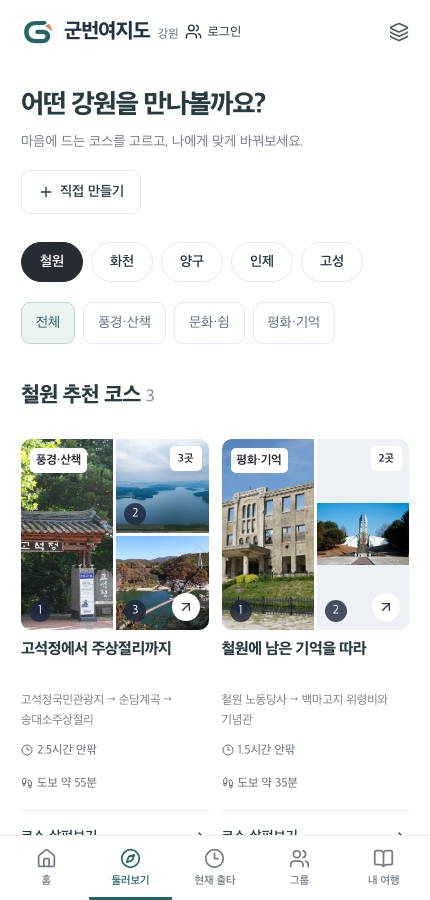 군번여지도 강원 로그인
어떤 강원을 만나볼까요?
마음에 드는 코스를 고르고, 나에게 맞게 바꿔보세요.
직접 만들기
철원 화천 양구 인제 고성
전체 풍경·산책 문화·쉼 평화·기억
철원 추천 코스 3
풍경·산책 3곳
고석정
고석정
1 2 3
평화·기억 2곳
1 2
고석정에서 주상절리까지
고석정국민관광지 → 순담계곡 →
송대소주상절리
2.5시간 안팎
도보 약 55분
철원에 남은 기억을 따라
철원 노동당사 → 백마고지 위령비와
기념관
1.5시간 안팎
도보 약 35분
코스 살펴보기 코스 살펴보기
홈 둘러보기 현재 출타 그룹 내 여행